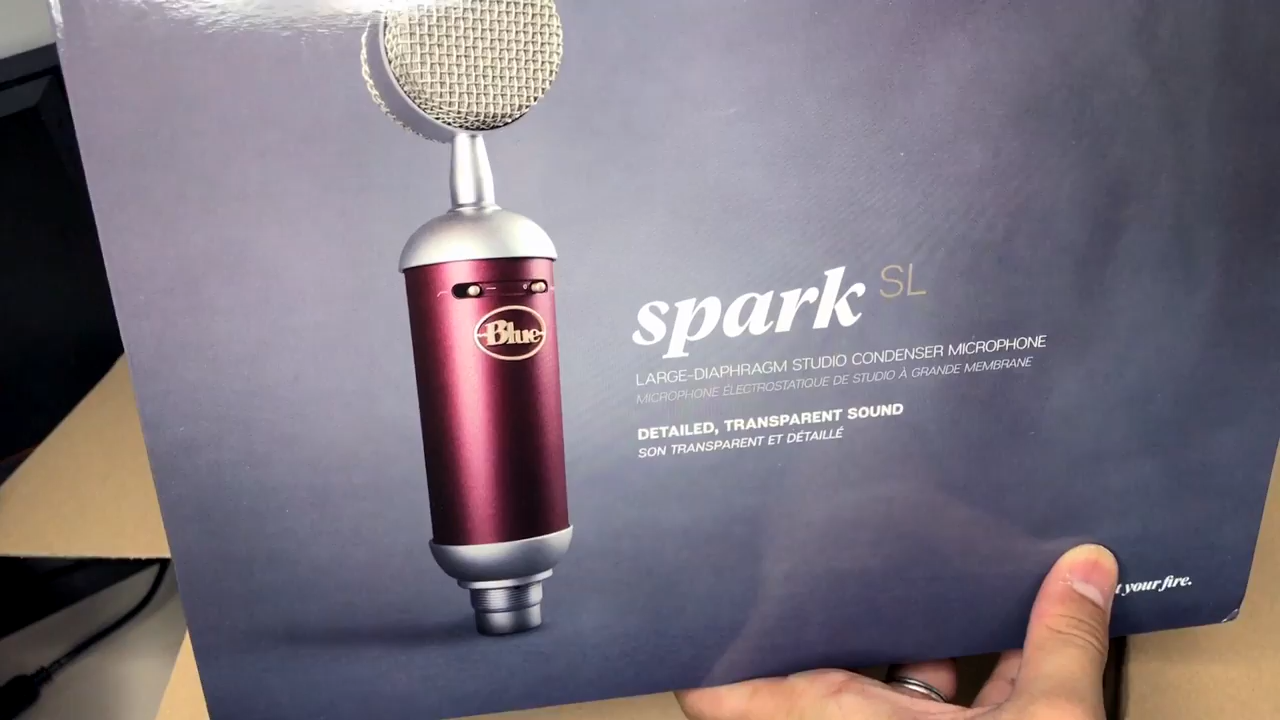 Blue
spark SL
LARGE-DIAPHRAGM STUDIO CONDENSER MICROPHONE
MICROPHONE ÉLECTROSTATIQUE DE STUDIO À GRANDE MEMBRANE
DETAILED, TRANSPARENT SOUND
SON TRANSPARENT ET DÉTAILLÉ
your fire.